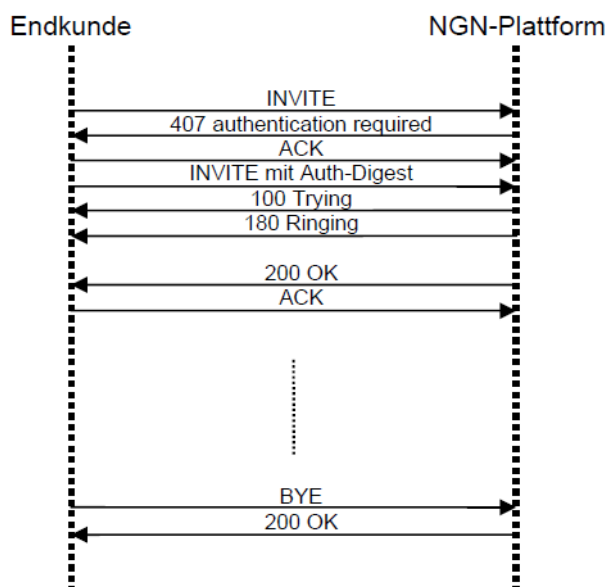 Endkunde
NGN-Plattform
INVITE
407 authentication required
ACK
INVITE mit Auth-Digest
100 Trying
180 Ringing
200 OK
ACK
BYE
200 OK